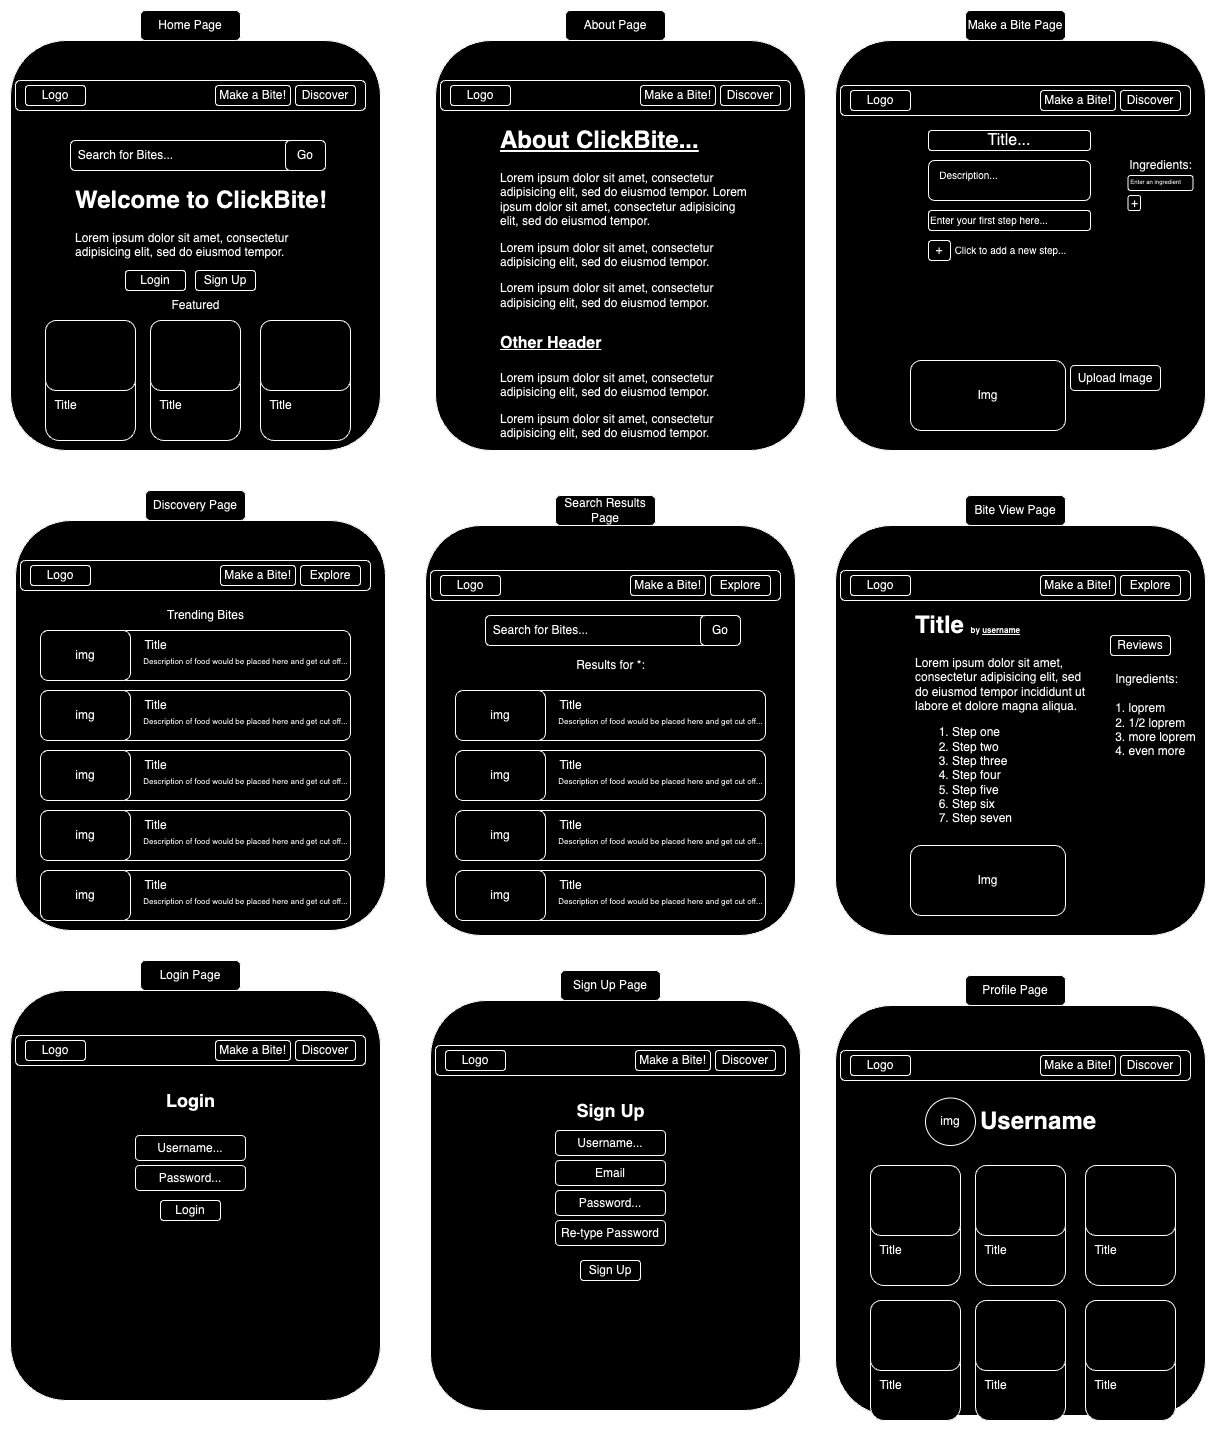 Home Page
Logo
Make a Bite!
Discover
Search for Bites...
Go
Welcome to ClickBite!
Lorem ipsum dolor sit amet, consectetur
adipisicing elit, sed do eiusmod tempor.
Login
Sign Up
Featured
Title
Title
Title
About Page
Logo
Make a Bite!
Discover
About ClickBite...
Lorem ipsum dolor sit amet, consectetur
adipisicing elit, sed do eiusmod tempor. Lorem
ipsum dolor sit amet, consectetur adipisicing
elit, sed do eiusmod tempor.
Lorem ipsum dolor sit amet, consectetur
adipisicing elit, sed do eiusmod tempor.
Lorem ipsum dolor sit amet, consectetur
adipisicing elit, sed do eiusmod tempor.
Other Header
Lorem ipsum dolor sit amet, consectetur
adipisicing elit, sed do eiusmod tempor.
Lorem ipsum dolor sit amet, consectetur
adipisicing elit, sed do eiusmod tempor.
Make a Bite Page
Logo
Make a Bite!
Discover
Title...
Description...
Enter your first step here...
+ Click to add a new step...
Ingredients:
Enter an ingredient
+
Img
Upload Image
Discovery Page
Logo
Make a Bite!
Explore
Trending Bites
img
Title
Description of food would be placed here and get cut off...
img
Title
Description of food would be placed here and get cut off...
img
Title
Description of food would be placed here and get cut off...
img
Title
Description of food would be placed here and get cut off...
img
Title
Description of food would be placed here and get cut off...
Search Results
Page
Logo
Make a Bite!
Explore
Search for Bites...
Go
Results for *:
img
Title
Description of food would be placed here and get cut off...
img
Title
Description of food would be placed here and get cut off...
img
Title
Description of food would be placed here and get cut off...
img
Title
Description of food would be placed here and get cut off...
Bite View Page
Logo
Make a Bite!
Explore
Title by username
Lorem ipsum dolor sit amet,
consectetur adipisicing elit, sed
do eiusmod tempor incididunt ut
labore et dolore magna aliqua.
1. Step one
2. Step two
3. Step three
4. Step four
5. Step five
6. Step six
7. Step seven
Reviews
Ingredients:
1. loprem
2. 1/2 loprem
3. more loprem
4. even more
Img
Login Page
Logo
Make a Bite!
Discover
Login
Username...
Password...
Login
Sign Up Page
Logo
Make a Bite!
Discover
Sign Up
Username...
Email
Password...
Re-type Password
Sign Up
Profile Page
Logo
Make a Bite!
Discover
img
Username
Title
Title
Title
Title
Title
Title